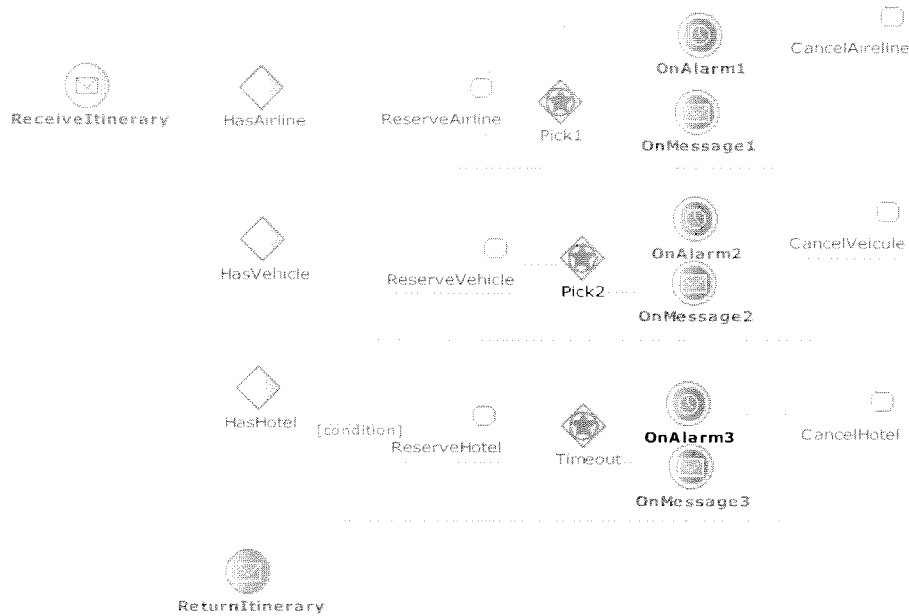 CancelAireline
OnAlarm1
ReceiveItinerary
HasAirline
ReserveAirline
Pick1
OnMessage1
CancelVeicule
OnAlarm2
HasVehicle
ReserveVehicle
Pick2
OnMessage2
HasHotel
[condition]
ReserveHotel
Timeout
OnAlarm3
CancelHotel
OnMessage3
ReturnItinerary